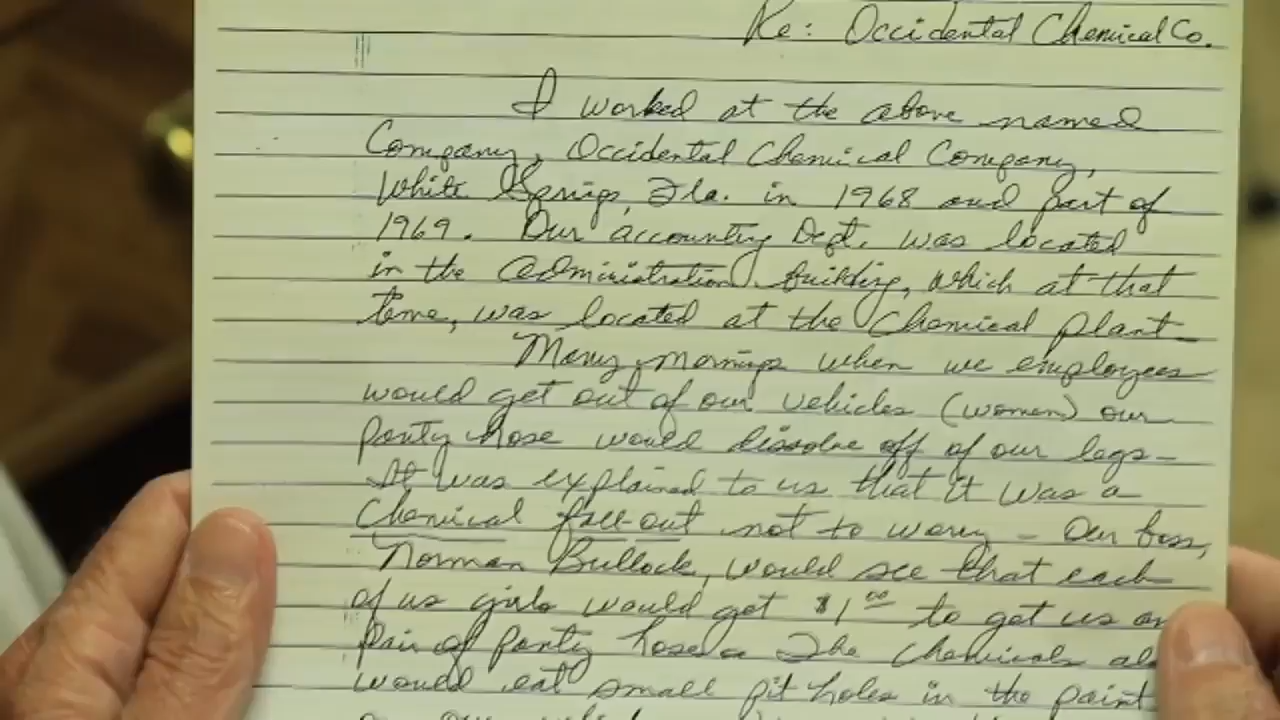 Re: Occidental Chemical Co.
I worked at the above named
Company, Occidental Chemical Company,
White Springs, Fla. in 1968 and part of
1969. Our accounting Dept. was located
in the Administration building, which at that
time, was located at the Chemical plant-
Many mornings when we employees
would get out of our vehicles (women) our
panty hose would dissolve off of our legs-
It was explained to us that it was a
Chemical fall-out not to worry - Our boss,
Norman Bullock, would see that each
of us girls would get $1.00 to get us a
pair of panty hose. The chemicals al
would eat small pit holes in the paint
on our vehicles